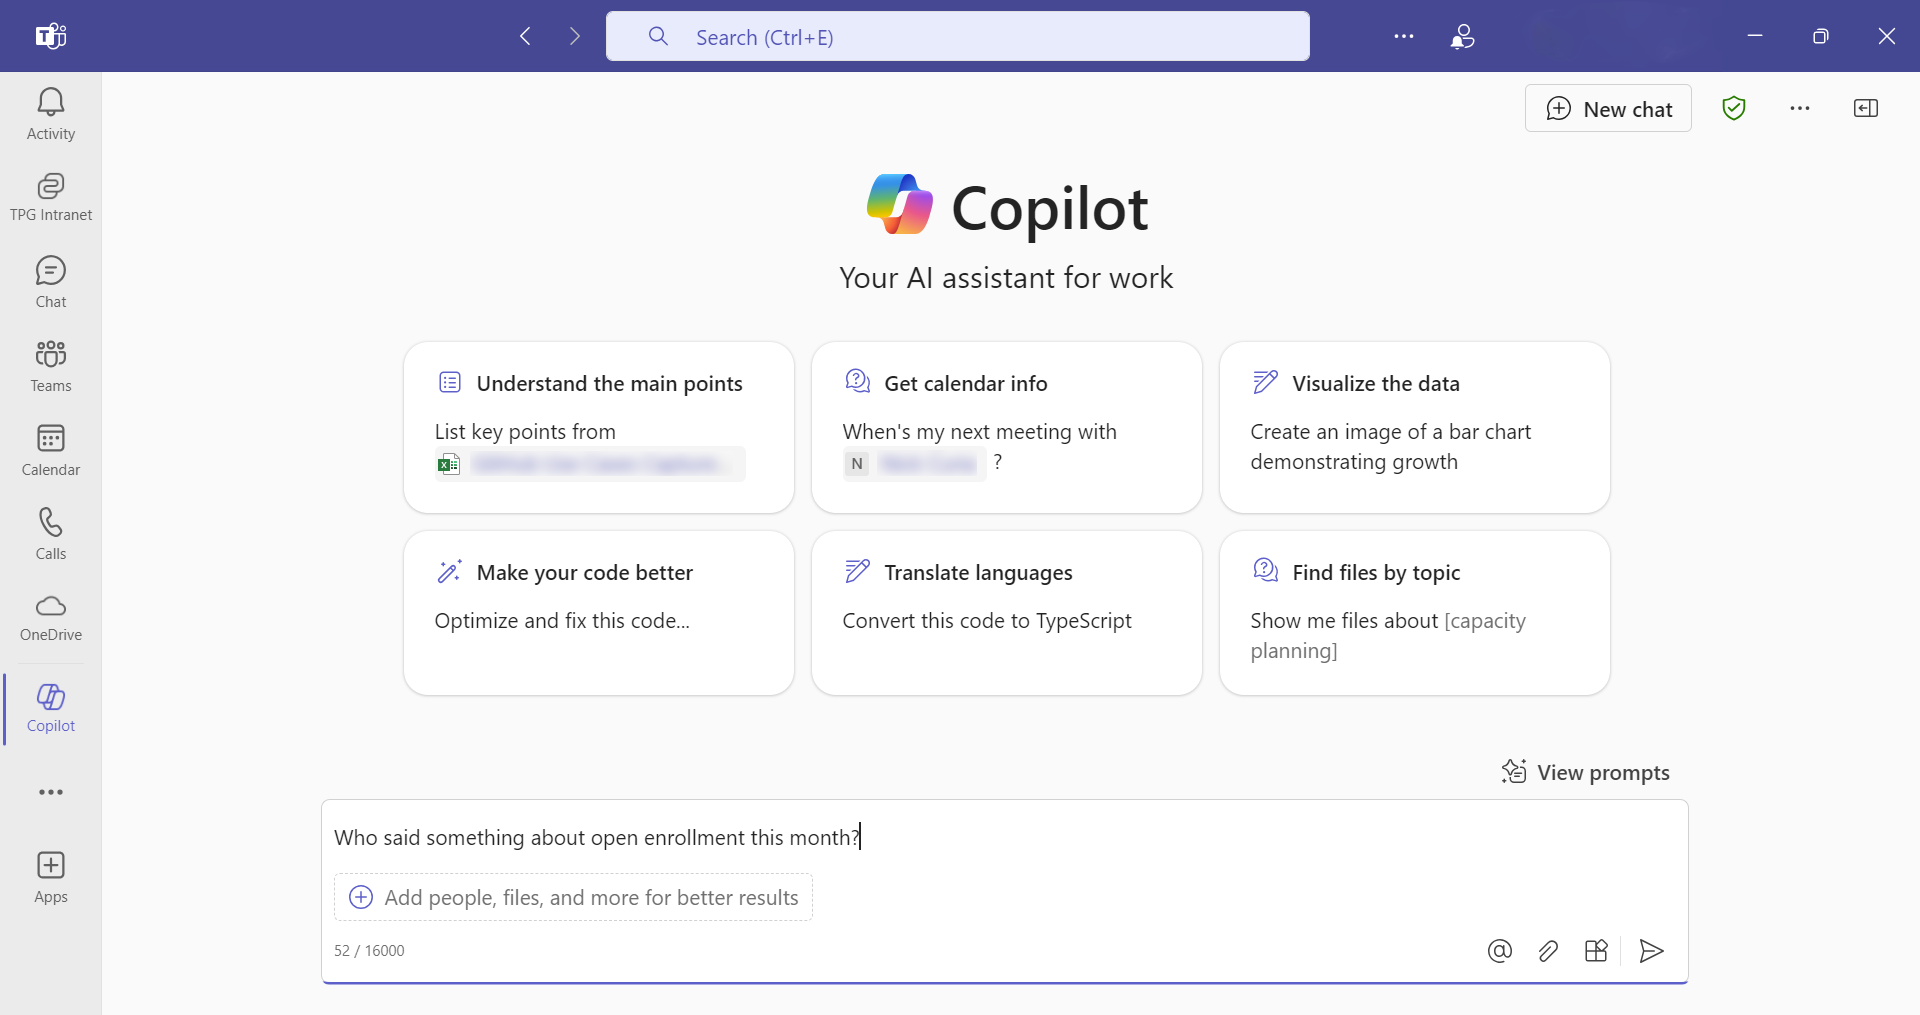 Search (Ctrl+E)
Activity
TPG Intranet
Chat
Teams
Calendar
Calls
OneDrive
Copilot
Apps
New chat
Copilot
Your AI assistant for work
Understand the main points
List key points from
Get calendar info
When's my next meeting with
N ?
Visualize the data
Create an image of a bar chart
demonstrating growth
Make your code better
Optimize and fix this code...
Translate languages
Convert this code to TypeScript
Find files by topic
Show me files about [capacity
planning]
View prompts
Who said something about open enrollment this month?
Add people, files, and more for better results
52 / 16000